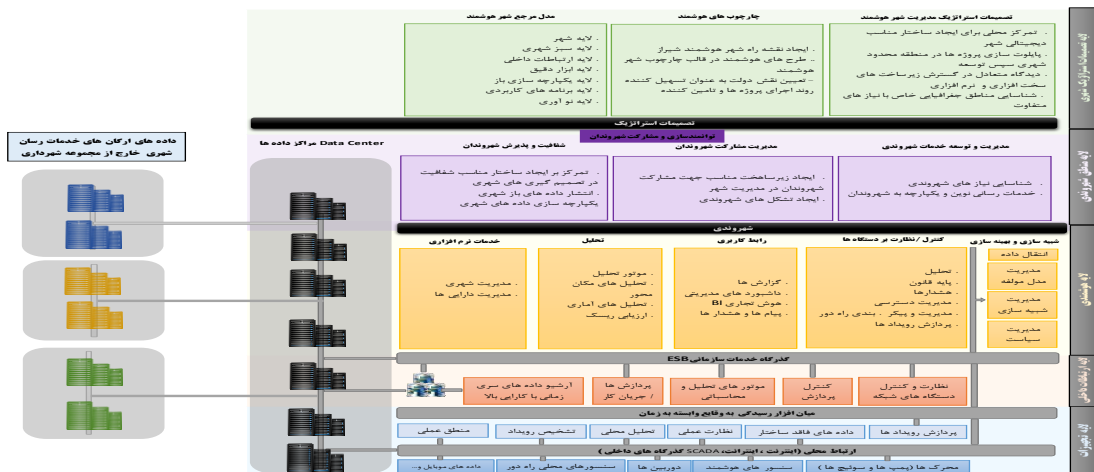 تصمیمات استراتژیک مدیریت شهر هوشمند
. تمرکز محلی برای ایجاد ساختار مناسب
دیجیتالی شهر
. پایلوت سازی پروژه ها در منطقه محدود
شهری سپس توسعه
. دیدگاه متعادل در گسترش زیرساخت های
سخت افزاری و نرم افزاری
. شناسایی مناطق جغرافیایی خاص با نیاز های
متفاوت
چارچوب های هوشمند
. ایجاد نقشه راه شهر هوشمند شیراز
.. طرح های هوشمند در قالب چارچوب شهر
هوشمند
– تعیین نقش دولت به عنوان تسهیل کننده
روند اجرای پروژه ها و تامین کننده
مدل مرجع شهر هوشمند
. لایه شهر
. لایه سبز شهری
. لایه ارتباطات داخلی
. لایه ابزار دقیق
. لایه یکپارچه سازی باز
. لایه برنامه های کاربردی
. لایه نو آوری
لایه تصمیمات استراتژیک شهری
تصمیمات استراتژیک
توانمندسازی و مشارکت شهروندان
مدیریت و توسعه خدمات شهروندی
. شناسایی نیاز های شهروندی
. خدمات رسانی نوین و یکپارچه به شهروندان
مدیریت مشارکت شهروندان
. ایجاد زیرساهخت مناسب جهت مشارکت
شهروندان در مدیریت شهر
. ایجاد تشکل های شهروندی
شفافیت و پذیرش شهروندان
. تمرکز بر ایجاد ساختار مناسب شفافیت
در تصمیم گیری های شهری
. انتشار داده های باز شهری
یکپارچه سازی داده های شهری
لایه منطق شهروندی
مراکز داده ها Data Center
داده های ارکان های خدمات رسان
شهری خارج از مجموعه شهرداری
شهروندی
شبیه سازی و بهینه سازی
انتقال داده
مدیریت
مدل مولفه
مدیریت
شبیه سازی
مدیریت
سیاست
کنترل / نظارت بر دستگاه ها
. تحلیل
. پایه قانون
. هشدارها
. مدیریت دسترسی
. مدیریت و پیکر . بندی راه دور
. پردازش رویداد ها
رابط کاربری
. گزارش ها
. داشبورد های مدیریتی
. هوش تجاری BI
. پیام ها و هشدار ها
تحلیل
. موتور تحلیل
. تحلیل های مکان
محور
. تحلیل های آماری
. ارزیابی ریسک
خدمات نرم افزاری
. مدیریت شهری
. مدیریت دارایی ها
لایه هوشمندی
گذرگاه خدمات سازمانی ESB
نظارت و کنترل
دستگاه های شبکه
کنترل
پردازش
موتور های تحلیل و
محاسباتی
پردازش ها
/ جریان کار
آرشیو داده های سری
زمانی با کارایی بالا
لایه ارتباطات داخلی
میان افزار رسیدگی به وقایع وابسته به زمان
پردازش رویداد ها
داده های فاقد ساختار
نظارت عملی
تحلیل محلی
تشخیص رویداد
منطق عملی
لایه تجهیزات
ارتباط محلی (اینترنت ، اینترانت، SCADA گذرگاه های داخلی )
محرک ها (پمپ ها و سوئیچ ها )
سنسور های هوشمند
دوربین ها
سنسورهای محلی راه دور
داده های موبایل و...